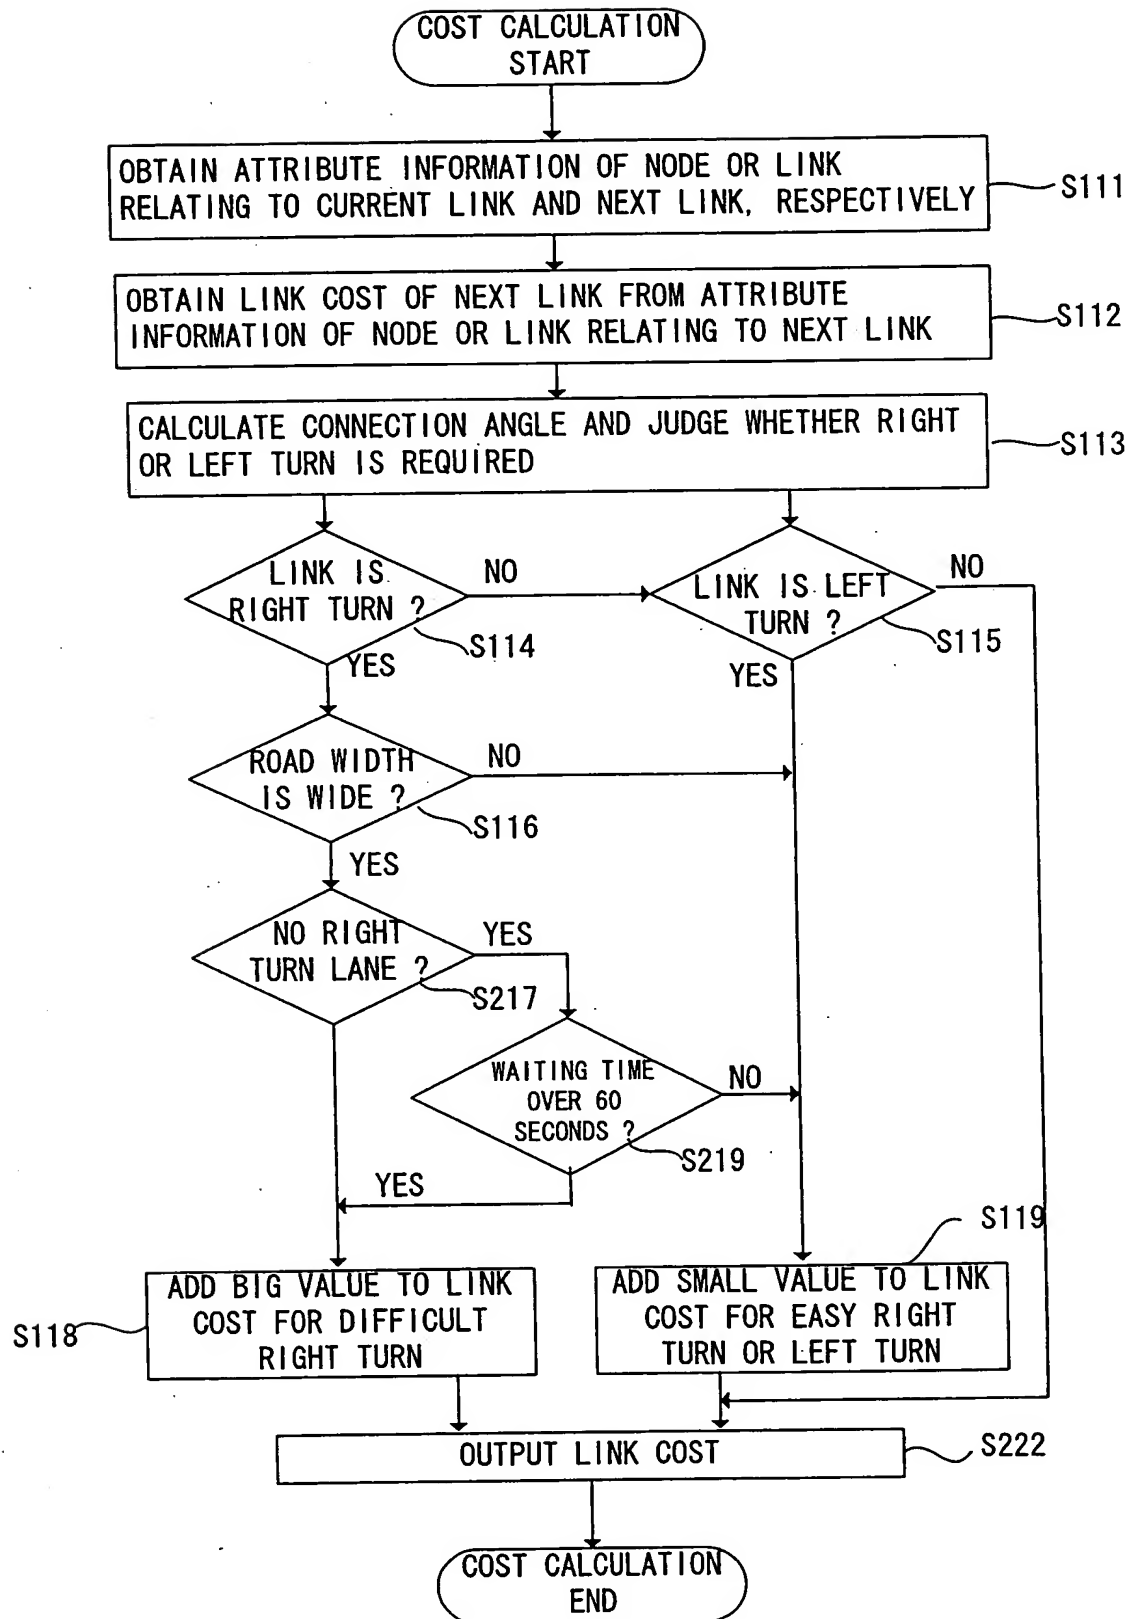 COST CALCULATION
START
OBTAIN ATTRIBUTE INFORMATION OF NODE OR LINK
RELATING TO CURRENT LINK AND NEXT LINK, RESPECTIVELY
S111
OBTAIN LINK COST OF NEXT LINK FROM ATTRIBUTE
INFORMATION OF NODE OR LINK RELATING TO NEXT LINK
S112
CALCULATE CONNECTION ANGLE AND JUDGE WHETHER RIGHT
OR LEFT TURN IS REQUIRED
S113
LINK IS
RIGHT TURN ?
NO
S114
YES
LINK IS LEFT
TURN ?
NO
S115
YES
ROAD WIDTH
IS WIDE ?
NO
S116
YES
NO RIGHT
TURN LANE ?
YES
S217
WAITING TIME
OVER 60
SECONDS ?
NO
S219
YES
S119
ADD BIG VALUE TO LINK
COST FOR DIFFICULT
RIGHT TURN
S118
ADD SMALL VALUE TO LINK
COST FOR EASY RIGHT
TURN OR LEFT TURN
OUTPUT LINK COST
S222
COST CALCULATION
END